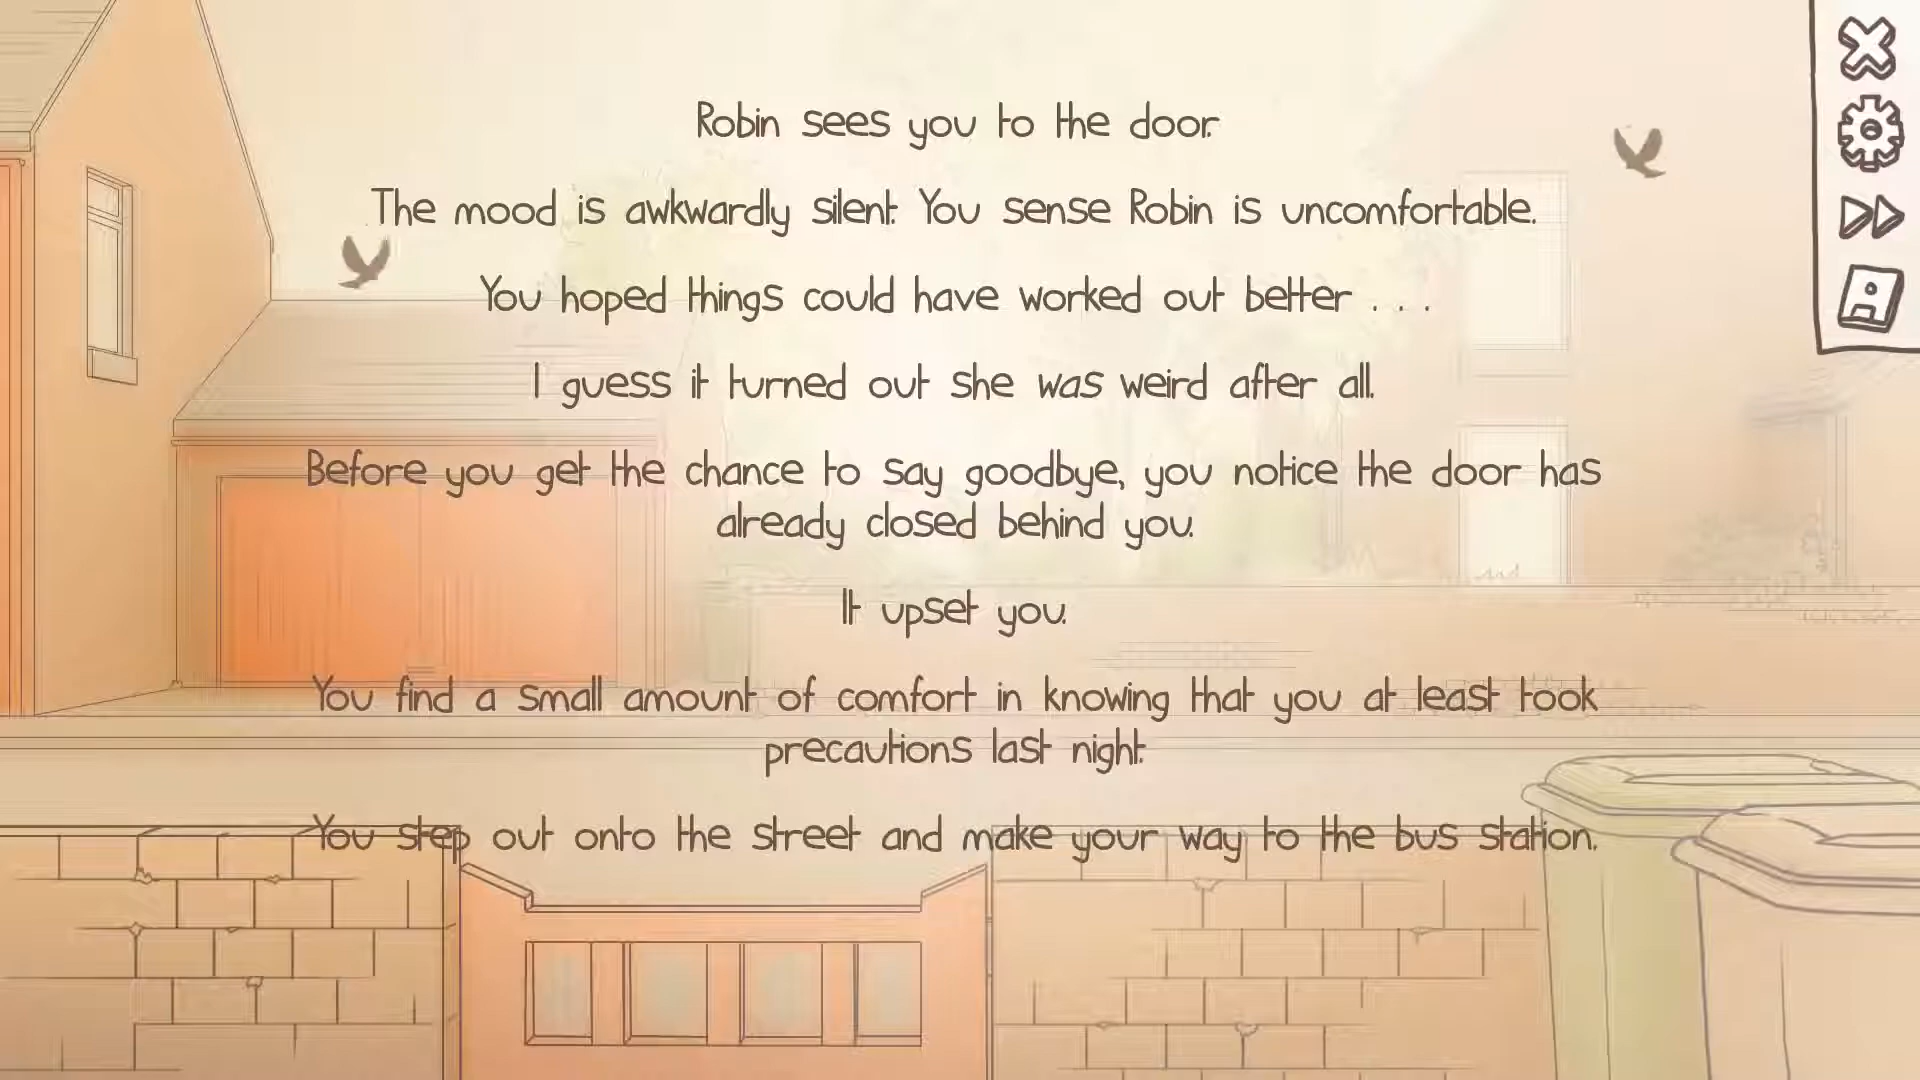 Robin sees you to the door.
The mood is awkwardly silent. You sense Robin is uncomfortable.
You hoped things could have worked out better . . .
I guess it turned out she was weird after all.
Before you get the chance to say goodbye, you notice the door has
already closed behind you.
It upset you.
You find a small amount of comfort in knowing that you at least took
precautions last night.
You step out onto the street and make your way to the bus station.